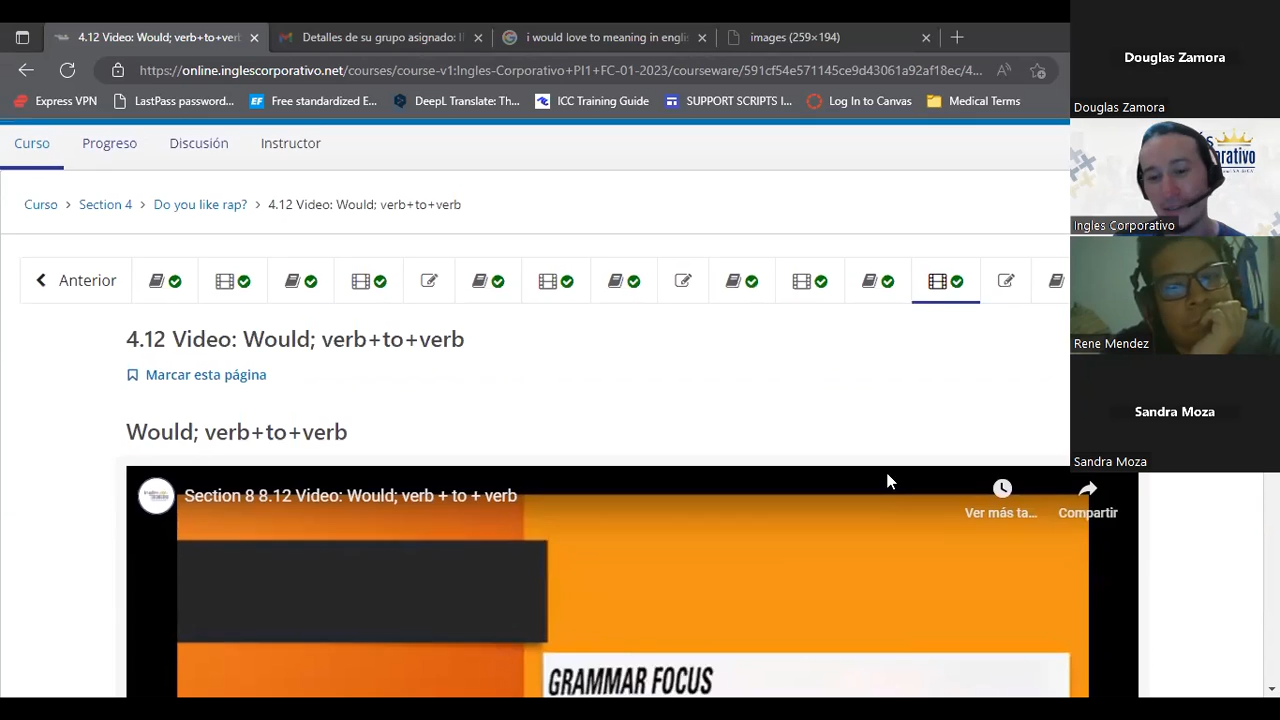 4.12 Video: Would; verb+to+verb
Detalles de su grupo asignado: II
i would love to meaning in englis
images (259×194)
https://online.inglescorporativo.net/courses/course-v1:Ingles-Corporativo+PI1+FC-01-2023/courseware/591cf54e571145ce9d43061a92af18ec/4...
Express VPN
LastPass password...
Free standardized E...
DeepL Translate: Th...
ICC Training Guide
SUPPORT SCRIPTS I...
Log In to Canvas
Medical Terms
Curso
Progreso
Discusión
Instructor
Curso > Section 4 > Do you like rap? > 4.12 Video: Would; verb+to+verb
Anterior
4.12 Video: Would; verb+to+verb
Marcar esta página
Would; verb+to+verb
Section 8 8.12 Video: Would; verb + to + verb
Ver más ta...
Compartir
GRAMMAR FOCUS
Douglas Zamora
Douglas Zamora
Ingles Corporativo
Rene Mendez
Sandra Moza
Sandra Moza